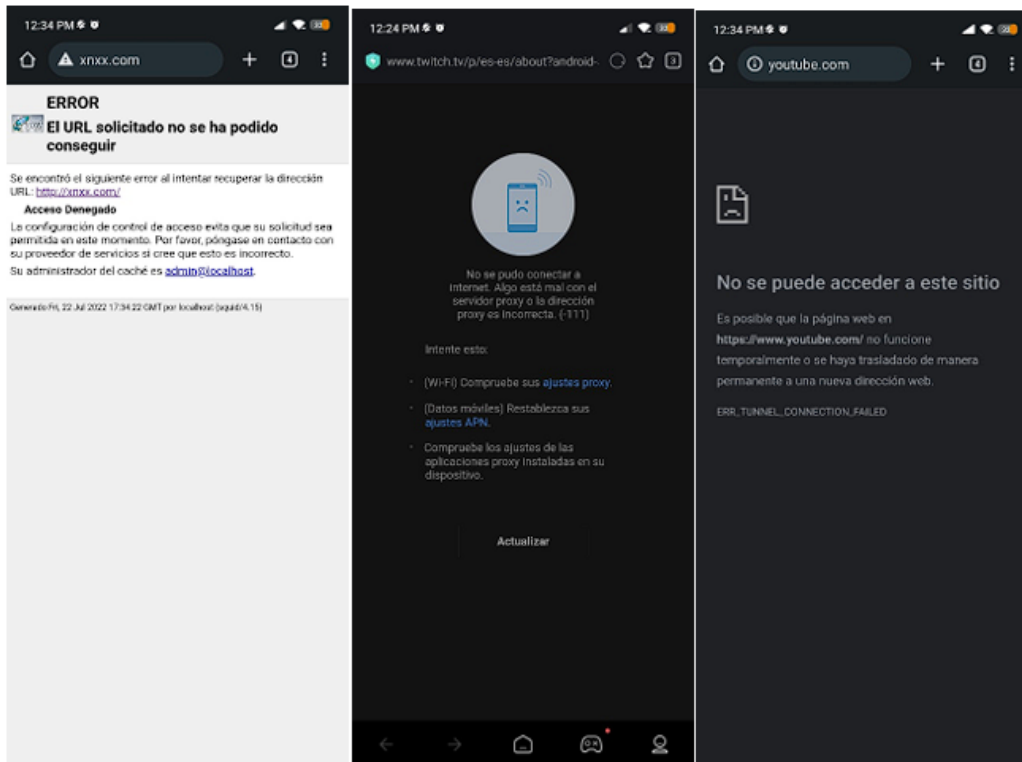 12:34 PM
33
xnxx.com
4
ERROR
El URL solicitado no se ha podido
conseguir
Se encontró el siguiente error al intentar recuperar la dirección
URL: http://xnxx.com/
Acceso Denegado
La configuración de control de acceso evita que su solicitud sea
permitida en este momento. Por favor, póngase en contacto con
su proveedor de servicios si cree que esto es incorrecto.
Su administrador del caché es admin@localhost.
Generado Fri, 22 Jul 2022 17:34:22 GMT por localhost (squid/4.15)
12:24 PM
33
www.twitch.tv/p/es-es/about?android-
3
No se pudo conectar a
Internet. Algo está mal con el
servidor proxy o la dirección
proxy es incorrecta. (-111)
Intente esto:
· (Wi-Fi) Compruebe sus ajustes proxy.
· (Datos móviles) Restablezca sus
ajustes APN.
· Compruebe los ajustes de las
aplicaciones proxy instaladas en su
dispositivo.
Actualizar
12:34 PM
youtube.com
4
No se puede acceder a este sitio
Es posible que la página web en
https://www.youtube.com/ no funcione
temporalmente o se haya trasladado de manera
permanente a una nueva dirección web.
ERR_TUNNEL_CONNECTION_FAILED